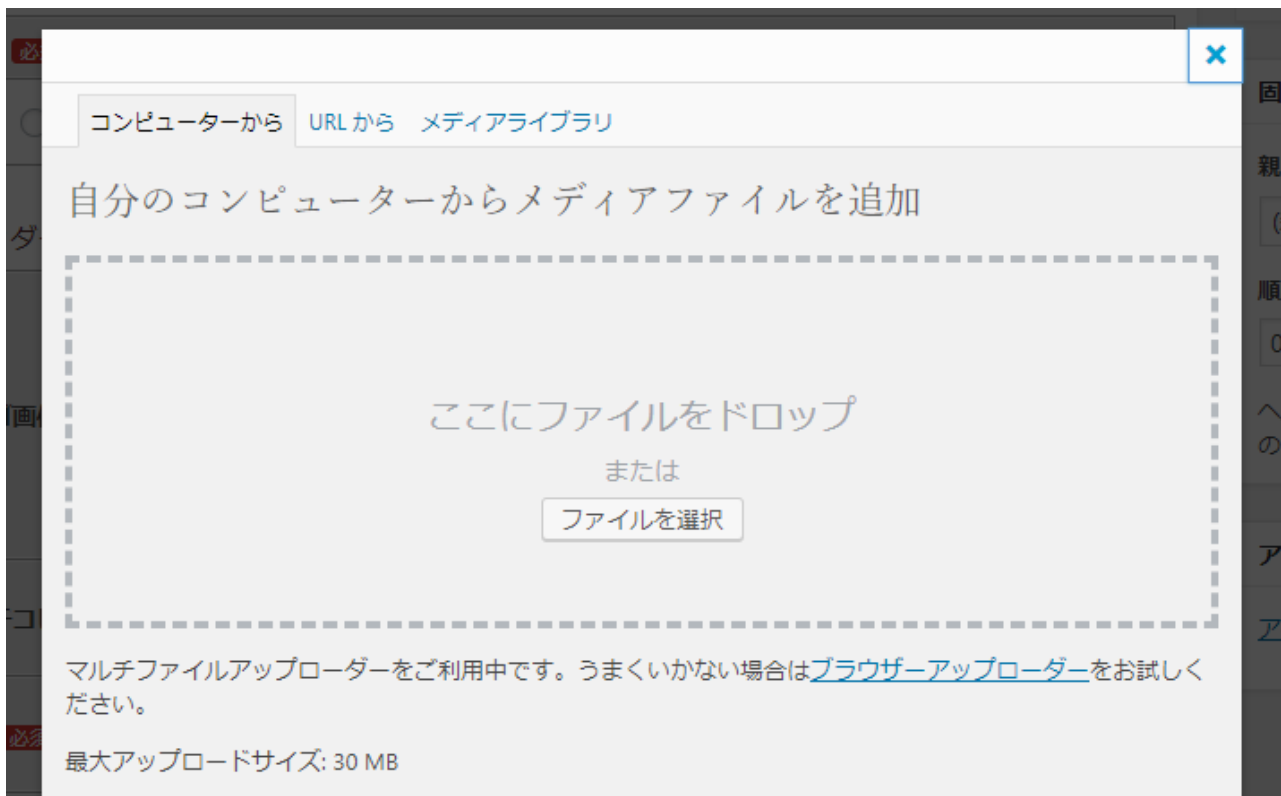 コンピューターから URL から メディアライブラリ
自分のコンピューターからメディアファイルを追加
ここにファイルをドロップ
または
ファイルを選択
マルチファイルアップローダーをご利用中です。うまくいかない場合はブラウザーアップローダーをお試しく
ださい。
最大アップロードサイズ: 30 MB